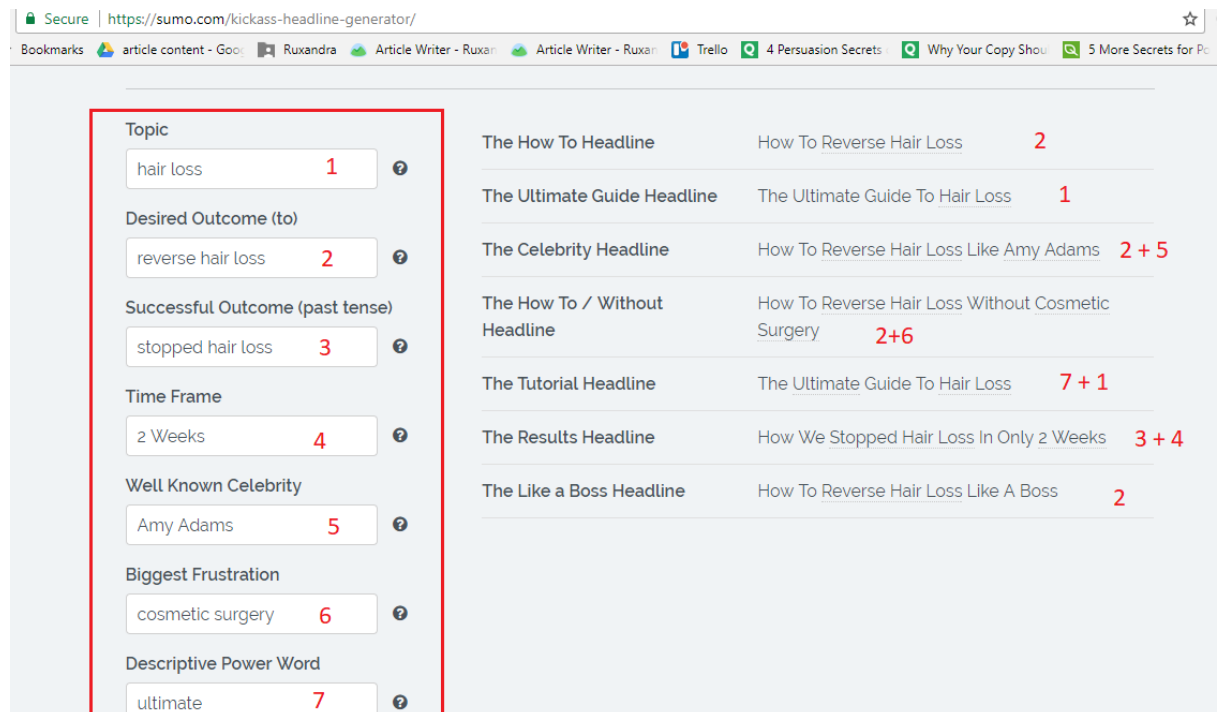 Secure | https://sumo.com/kickass-headline-generator/
Bookmarks article content - Goo Ruxandra Article Writer - Ruxan Article Writer - Ruxan Trello 4 Persuasion Secrets Why Your Copy Shou 5 More Secrets for Po
Topic
hair loss 1
Desired Outcome (to)
reverse hair loss 2
Successful Outcome (past tense)
stopped hair loss 3
Time Frame
2 Weeks 4
Well Known Celebrity
Amy Adams 5
Biggest Frustration
cosmetic surgery 6
Descriptive Power Word
ultimate 7
The How To Headline How To Reverse Hair Loss 2
The Ultimate Guide Headline The Ultimate Guide To Hair Loss 1
The Celebrity Headline How To Reverse Hair Loss Like Amy Adams 2 + 5
The How To / Without
Headline
How To Reverse Hair Loss Without Cosmetic
Surgery 2+6
The Tutorial Headline The Ultimate Guide To Hair Loss 7 + 1
The Results Headline How We Stopped Hair Loss In Only 2 Weeks 3 + 4
The Like a Boss Headline How To Reverse Hair Loss Like A Boss 2